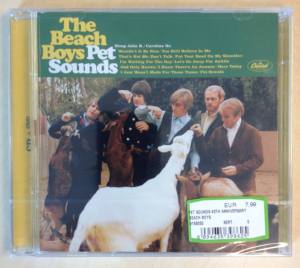 The Beach Boys
Pet Sounds
Sloop John B. / Caroline No
Wouldn't It Be Nice / You Still Believe In Me
That's Not Me / Don't Talk (Put Your Head On My Shoulder)
I'm Waiting For The Day / Let's Go Away For Awhile
God Only Knows / I Know There's An Answer / Here Today
I Just Wasn't Made For These Times / Pet Sounds
Capitol
EUR 7,99
PET SOUNDS 40TH ANNIVERSARY
BEACH BOYS